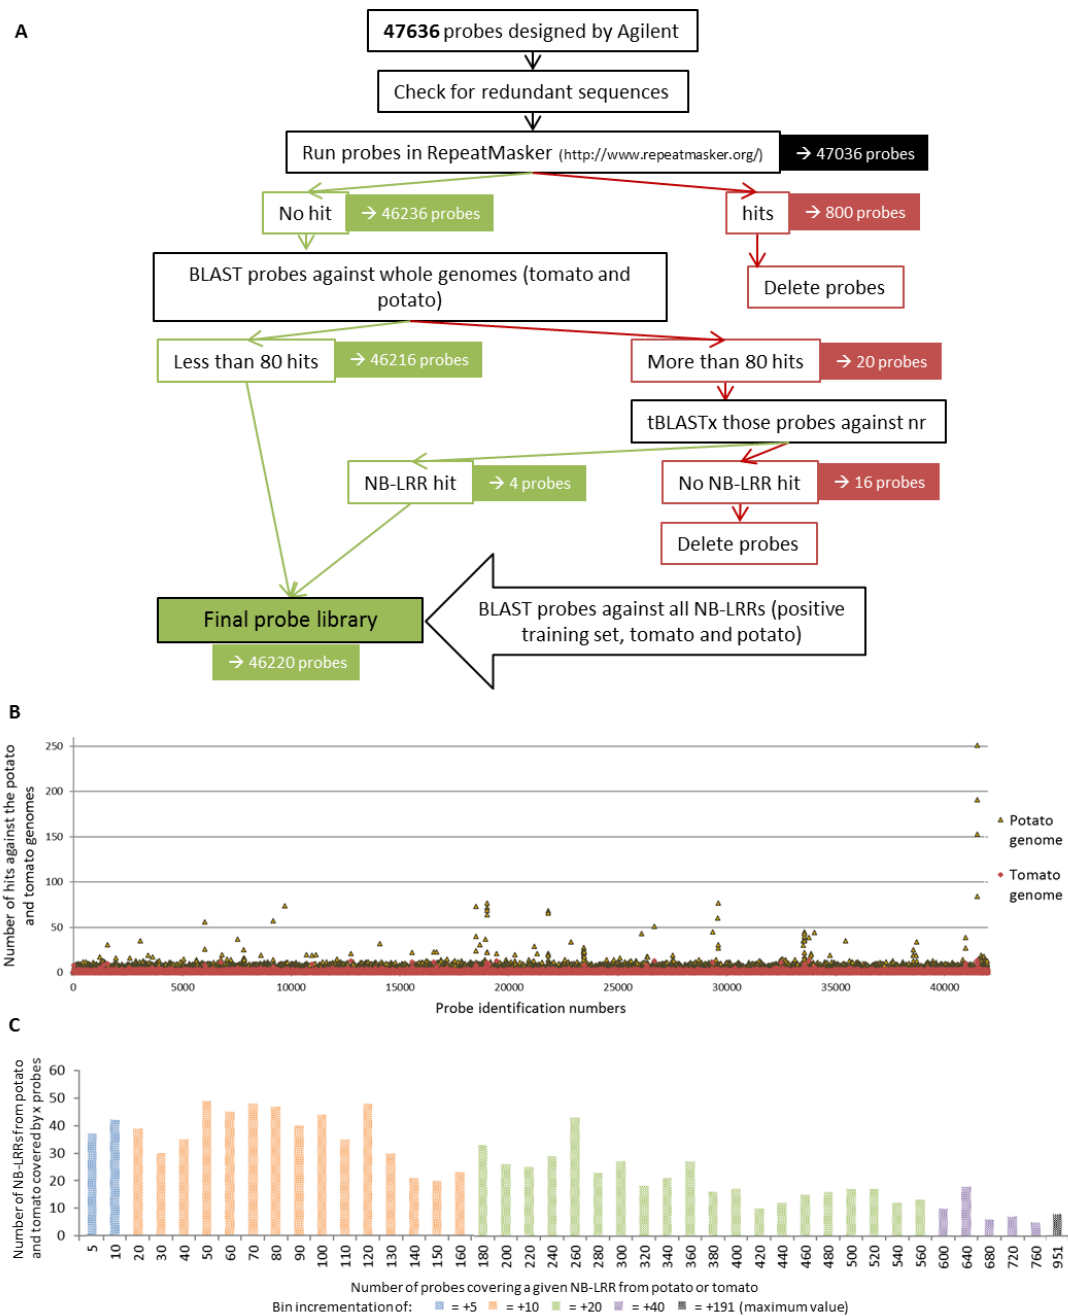 A
47636 probes designed by Agilent
Check for redundant sequences
Run probes in RepeatMasker (http://www.repeatmasker.org/)
→ 47036 probes
No hit
→ 46236 probes
hits
→ 800 probes
BLAST probes against whole genomes (tomato and
potato)
Delete probes
Less than 80 hits
→ 46216 probes
More than 80 hits
→ 20 probes
tBLASTx those probes against nr
NB-LRR hit
→ 4 probes
No NB-LRR hit
→ 16 probes
Delete probes
Final probe library
→ 46220 probes
BLAST probes against all NB-LRRs (positive
training set, tomato and potato)
B
Number of hits against the potato
and tomato genomes
250
200
150
100
50
0
0 5000 10000 15000 20000 25000 30000 35000 40000
Probe identification numbers
Potato
genome
Tomato
genome
C
Number of NB-LRRs from potato
and tomato covered by x probes
60
50
40
30
20
10
0
5 10 20 30 40 50 60 70 80 90 100 110 120 130 140 150 160 180 200 220 240 260 280 300 320 340 360 380 400 420 440 460 480 500 520 540 560 600 640 680 720 760 951
Number of probes covering a given NB-LRR from potato or tomato
Bin incrementation of: = +5 = +10 = +20 = +40 = +191 (maximum value)